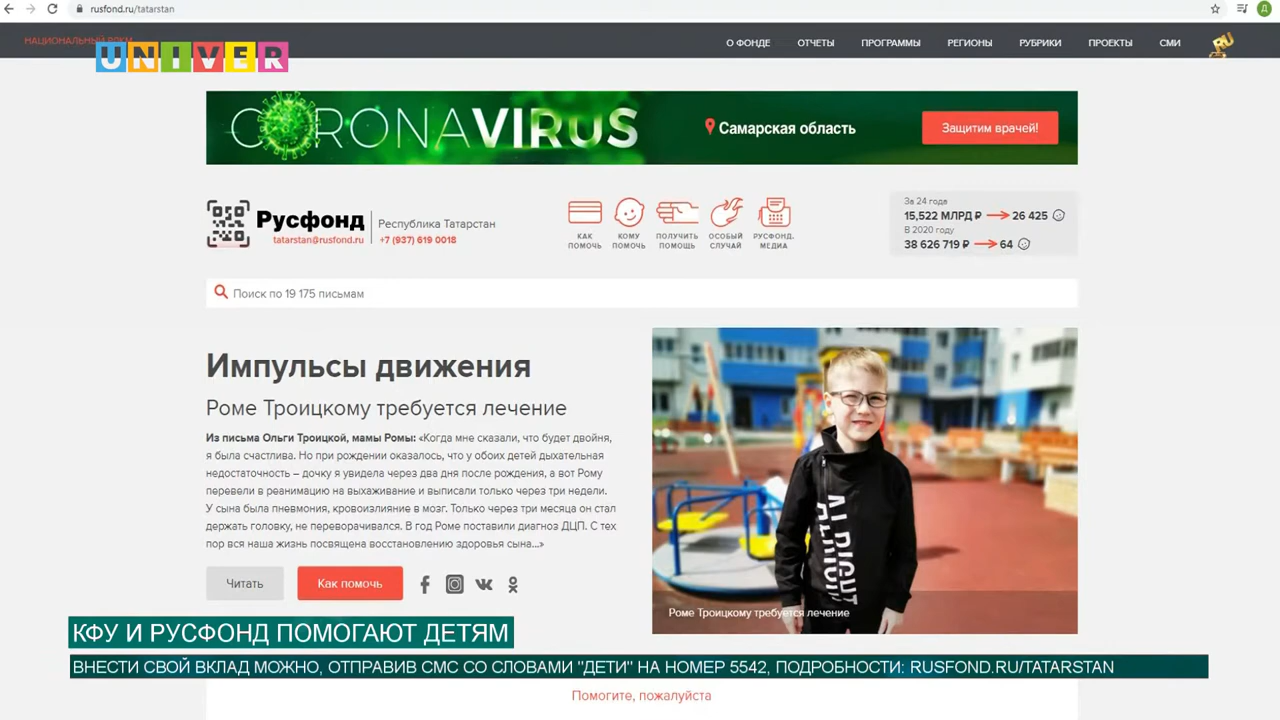 rusfond.ru/tatarstan
Д
НАЦИОНАЛЬНЫЙ РДКМ
UNIVER
О ФОНДЕ ОТЧЕТЫ ПРОГРАММЫ РЕГИОНЫ РУБРИКИ ПРОЕКТЫ СМИ
RU
CORONAVIRUS
Самарская область
Защитим врачей!
Русфонд
Республика Татарстан
tatarstan@rusfond.ru
+7 (937) 619 0018
КАК ПОМОЧЬ
КОМУ ПОМОЧЬ
ПОЛУЧИТЬ ПОМОЩЬ
ОСОБЫЙ СЛУЧАЙ
РУСФОНД-МЕДИА
За 24 года
15,522 МЛРД ₽ → 26 425
В 2020 году
38 626 719 ₽ → 64
Поиск по 19 175 письмам
Импульсы движения
Роме Троицкому требуется лечение
Из письма Ольги Троицкой, мамы Ромы: «Когда мне сказали, что будет двойня,
я была счастлива. Но при рождении оказалось, что у обоих детей дыхательная
недостаточность – дочку я увидела через два дня после рождения, а вот Рому
перевели в реанимацию на выхаживание и выписали только через три недели.
У сына была пневмония, кровоизлияние в мозг. Только через три месяца он стал
держать головку, не переворачивался. В год Роме поставили диагноз ДЦП. С тех
пор вся наша жизнь посвящена восстановлению здоровья сына...»
Читать
Как помочь
Роме Троицкому требуется лечение
КФУ И РУСФОНД ПОМОГАЮТ ДЕТЯМ
ВНЕСТИ СВОЙ ВКЛАД МОЖНО, ОТПРАВИВ СМС СО СЛОВАМИ "ДЕТИ" НА НОМЕР 5542, ПОДРОБНОСТИ: RUSFOND.RU/TATARSTAN
Помогите, пожалуйста